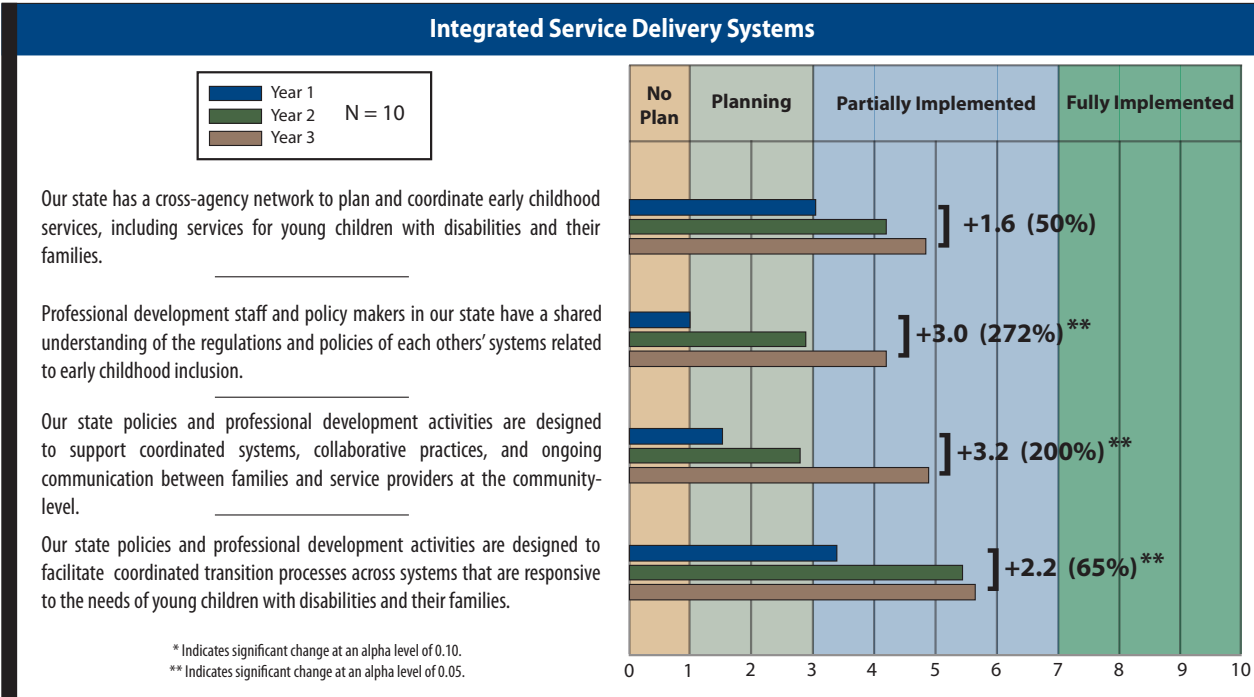 Integrated Service Delivery Systems
Year 1
Year 2
Year 3
N = 10
No
Plan
Planning
Partially Implemented
Fully Implemented
Our state has a cross-agency network to plan and coordinate early childhood
services, including services for young children with disabilities and their
families.
+1.6 (50%)
Professional development staff and policy makers in our state have a shared
understanding of the regulations and policies of each others' systems related
to early childhood inclusion.
+3.0 (272%)**
Our state policies and professional development activities are designed
to support coordinated systems, collaborative practices, and ongoing
communication between families and service providers at the community-
level.
+3.2 (200%)**
Our state policies and professional development activities are designed to
facilitate coordinated transition processes across systems that are responsive
to the needs of young children with disabilities and their families.
+2.2 (65%)**
* Indicates significant change at an alpha level of 0.10.
** Indicates significant change at an alpha level of 0.05.
0 1 2 3 4 5 6 7 8 9 10